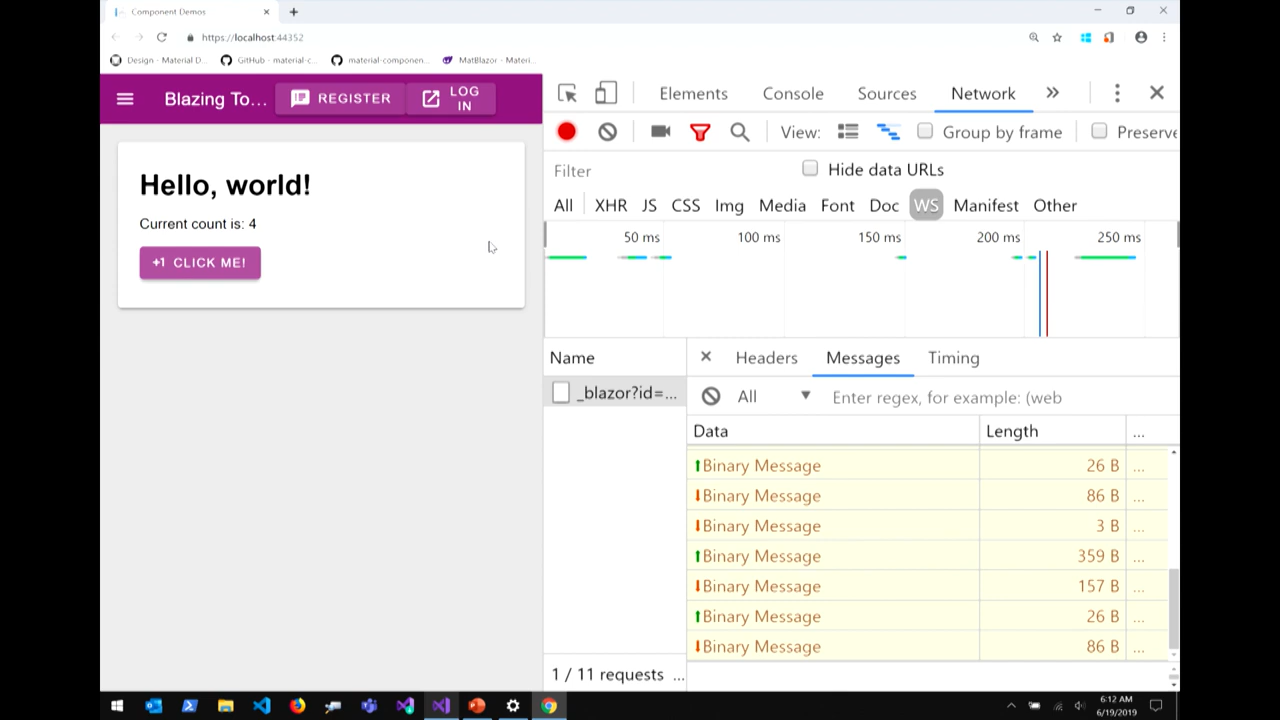 Component Demos
https://localhost:44352
Design - Material D...
GitHub - material-c...
material-componen...
MatBlazor - Materi...
Blazing To...
REGISTER
LOG IN
Hello, world!
Current count is: 4
+1 CLICK ME!
Elements
Console
Sources
Network
View:
Group by frame
Preserve
Filter
Hide data URLs
All
XHR
JS
CSS
Img
Media
Font
Doc
WS
Manifest
Other
50 ms
100 ms
150 ms
200 ms
250 ms
Name
Headers
Messages
Timing
_blazor?id=...
All
Enter regex, for example: (web
Data
Length
...
Binary Message 26 B ...
Binary Message 86 B ...
Binary Message 3 B ...
Binary Message 359 B ...
Binary Message 157 B ...
Binary Message 26 B ...
Binary Message 86 B ...
1 / 11 requests ...
6:12 AM
6/19/2019